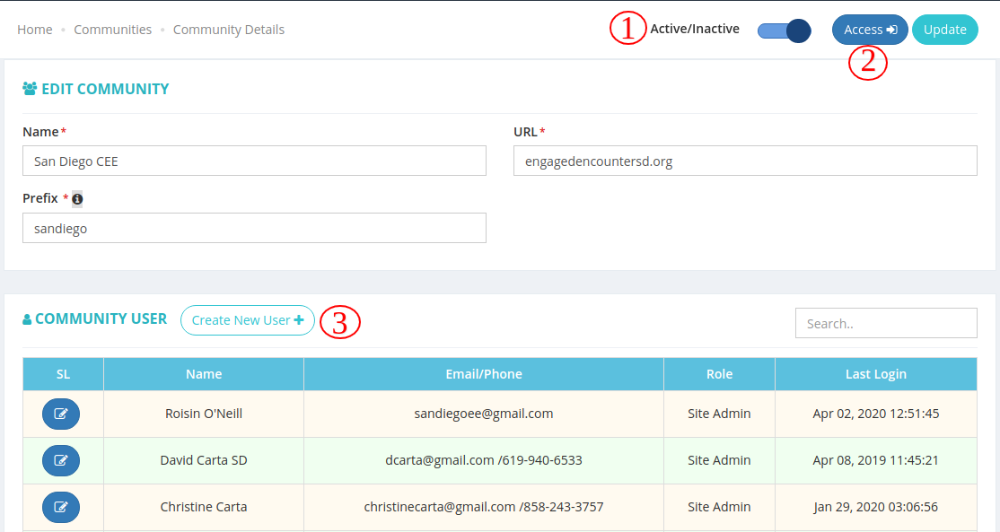 Home • Communities • Community Details
1 Active/Inactive Access Update
2
EDIT COMMUNITY
Name* URL*
San Diego CEE engagedencountersd.org
Prefix *
sandiego
COMMUNITY USER Create New User + 3 Search..
SL Name Email/Phone Role Last Login
Roisin O'Neill sandiegoee@gmail.com Site Admin Apr 02, 2020 12:51:45
David Carta SD dcarta@gmail.com /619-940-6533 Site Admin Apr 08, 2019 11:45:21
Christine Carta christinecarta@gmail.com /858-243-3757 Site Admin Jan 29, 2020 03:06:56